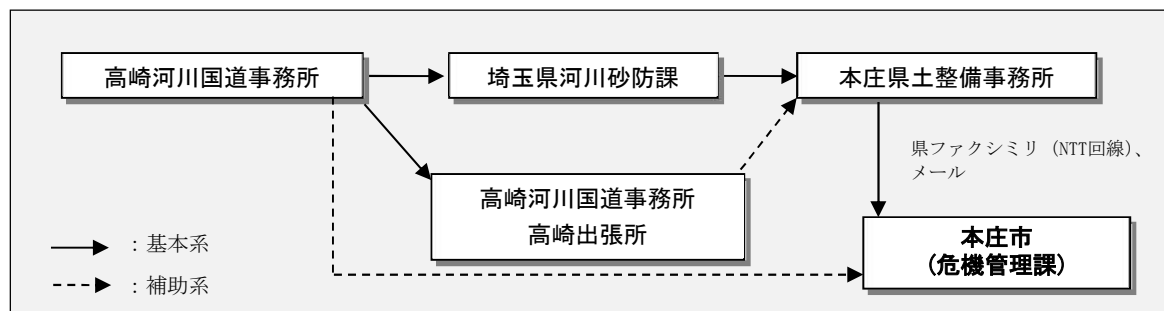 高崎河川国道事務所
埼玉県河川砂防課
本庄県土整備事務所
県ファクシミリ（NTT回線）、
メール
高崎河川国道事務所
高崎出張所
本庄市
(危機管理課)
：基本系
：補助系